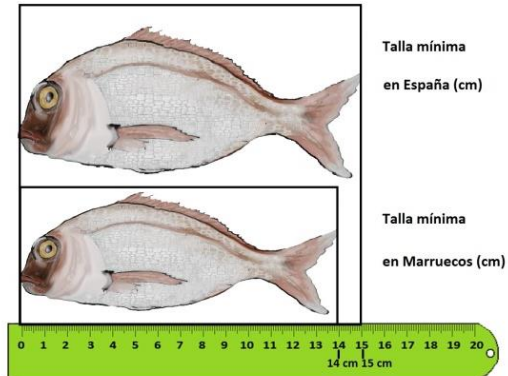 Talla mínima
en España (cm)
Talla mínima
en Marruecos (cm)
0 1 2 3 4 5 6 7 8 9 10 11 12 13 14 15 16 17 18 19 20
14 cm 15 cm